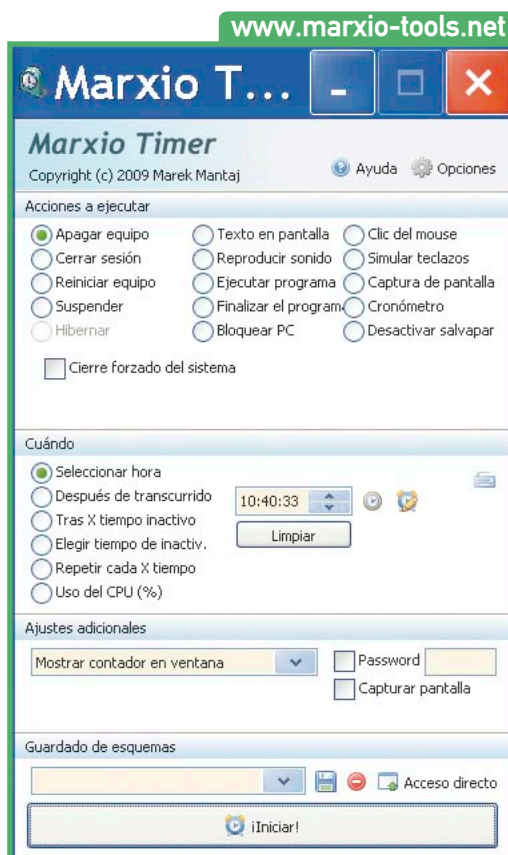 www.marxio-tools.net
Marxio T...
Marxio Timer
Copyright (c) 2009 Marek Mantaj
Ayuda Opciones
Acciones a ejecutar
Apagar equipo Texto en pantalla Clic del mouse
Cerrar sesión Reproducir sonido Simular teclazos
Reiniciar equipo Ejecutar programa Captura de pantalla
Suspender Finalizar el program Cronómetro
Hibernar Bloquear PC Desactivar salvapar
Cierre forzado del sistema
Cuándo
Seleccionar hora
Después de transcurrido 10:40:33
Tras X tiempo inactivo
Elegir tiempo de inactiv. Limpiar
Repetir cada X tiempo
Uso del CPU (%)
Ajustes adicionales
Mostrar contador en ventana Password
Capturar pantalla
Guardado de esquemas
Acceso directo
¡Iniciar!